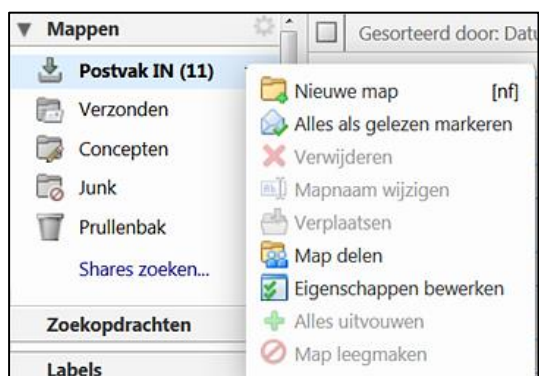 Mappen
Gesorteerd door: Datu
Postvak IN (11)
Verzonden
Concepten
Junk
Prullenbak
Shares zoeken...
Zoekopdrachten
Labels
Nieuwe map [nf]
Alles als gelezen markeren
Verwijderen
Mapnaam wijzigen
Verplaatsen
Map delen
Eigenschappen bewerken
Alles uitvouwen
Map leegmaken